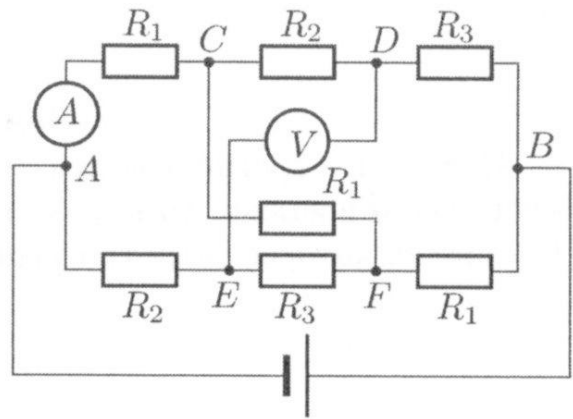 R₁ C R₂ D R₃
A V B
A R₁
E F
R₂ R₃ R₁